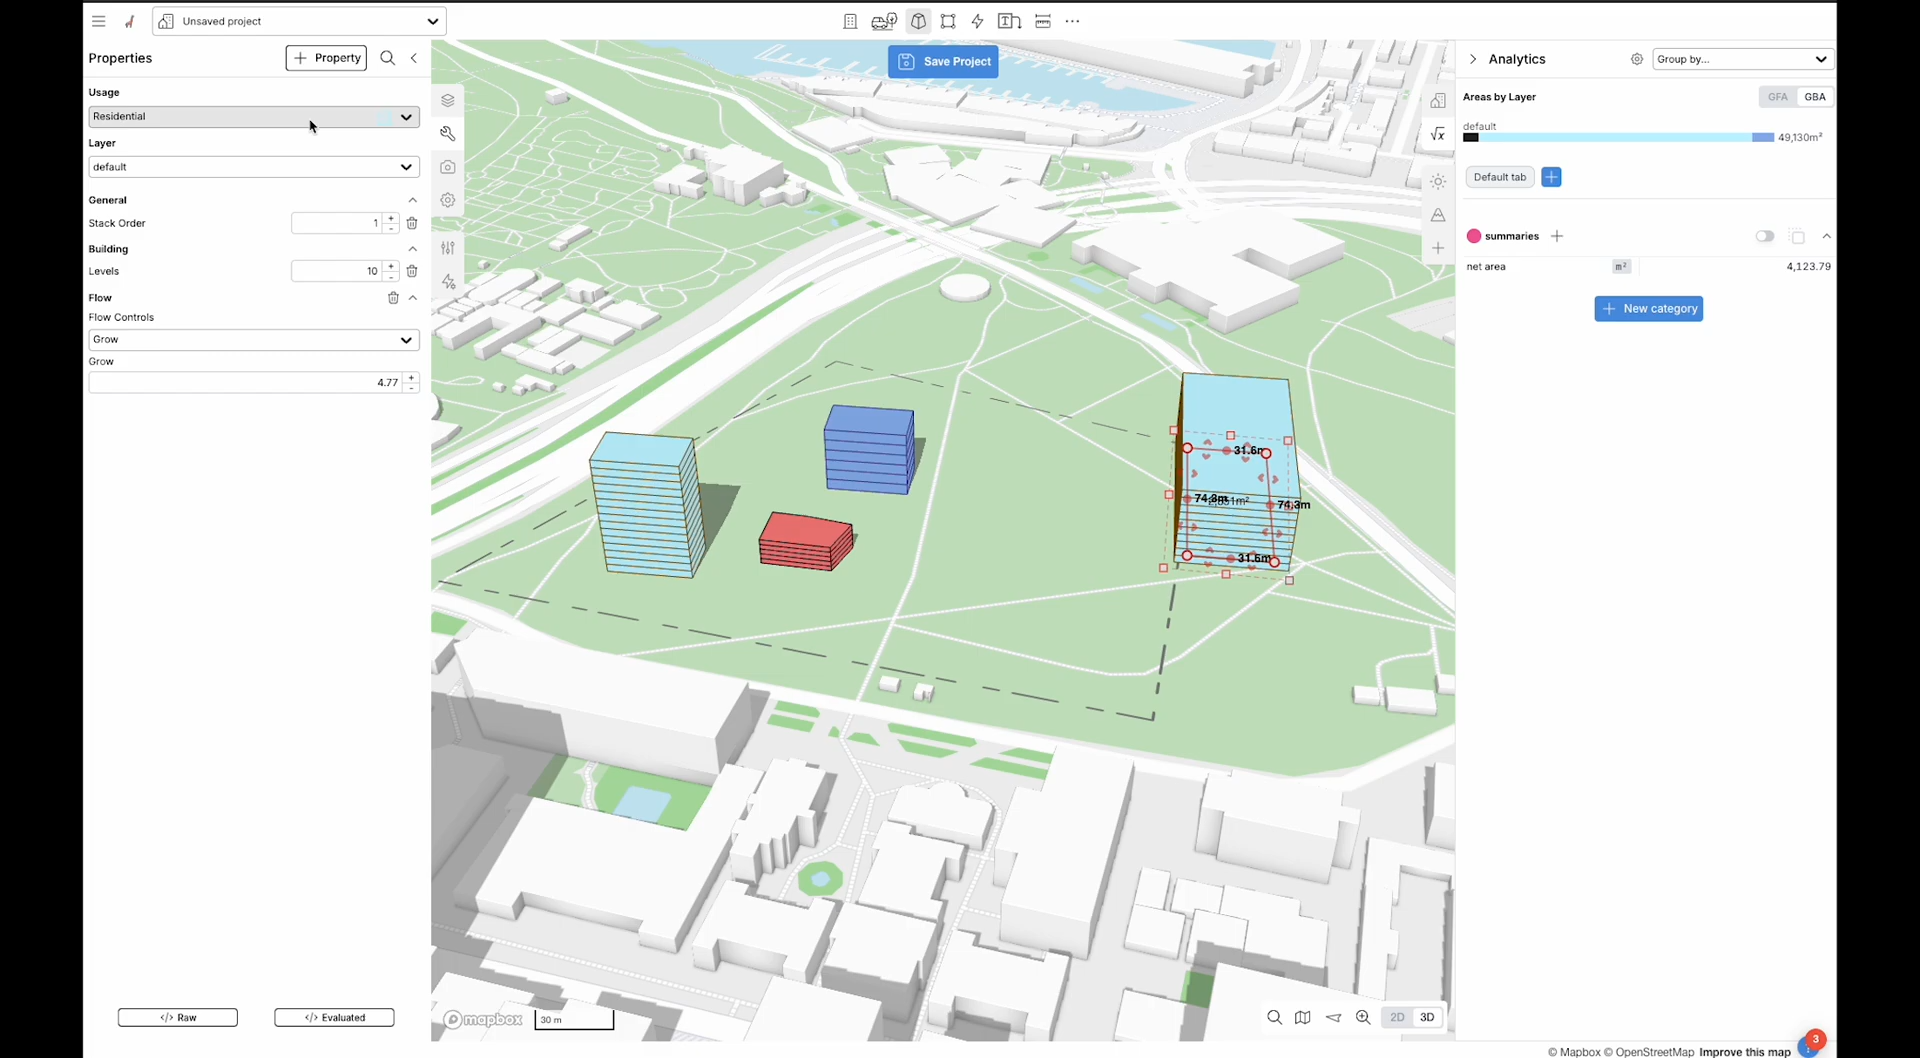 Unsaved project
Properties
+ Property
Usage
Residential
Layer
default
General
Stack Order
1
Building
Levels
10
Flow
Flow Controls
Grow
Grow
4.77
</> Raw
</> Evaluated
Save Project
31.6m
74.3m
74.3m
31.6m
mapbox
30 m
2D
3D
Analytics
Group by...
Areas by Layer
GFA
GBA
default
49,130m²
√x
Default tab
summaries
net area
m²
4,123.79
+ New category
© Mapbox © OpenStreetMap Improve this map
3